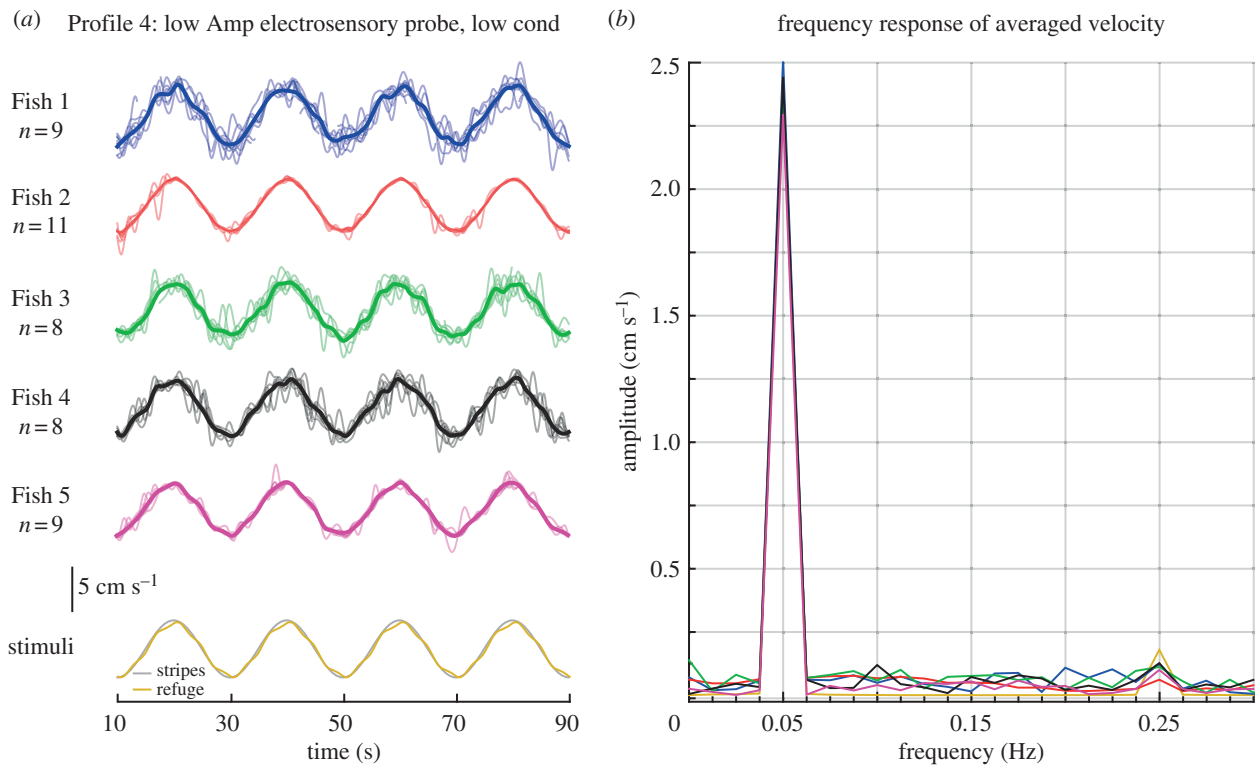 (a) Profile 4: low Amp electrosensory probe, low cond
Fish 1
n = 9
Fish 2
n = 11
Fish 3
n = 8
Fish 4
n = 8
Fish 5
n = 9
5 cm s⁻¹
stimuli
stripes
refuge
10 30 50 70 90
time (s)
(b) frequency response of averaged velocity
2.5
2.0
1.5
1.0
0.5
amplitude (cm s⁻¹)
0 0.05 0.15 0.25
frequency (Hz)